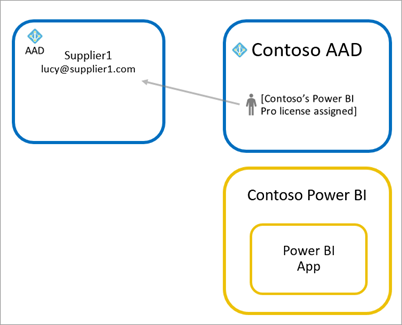 AAD
Supplier1
lucy@supplier1.com
Contoso AAD
[Contoso's Power BI
Pro license assigned]
Contoso Power BI
Power BI
App